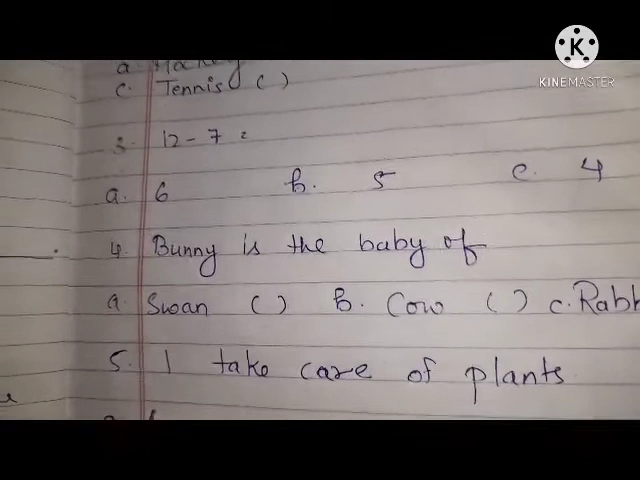 K
KINEMASTER
a. Hockey
c. Tennis ( )
3. 12 - 7 =
a. 6 b. 5 c. 4
4. Bunny is the baby of
a. Swan ( ) b. Cow ( ) c. Rabb
5. I take care of plants